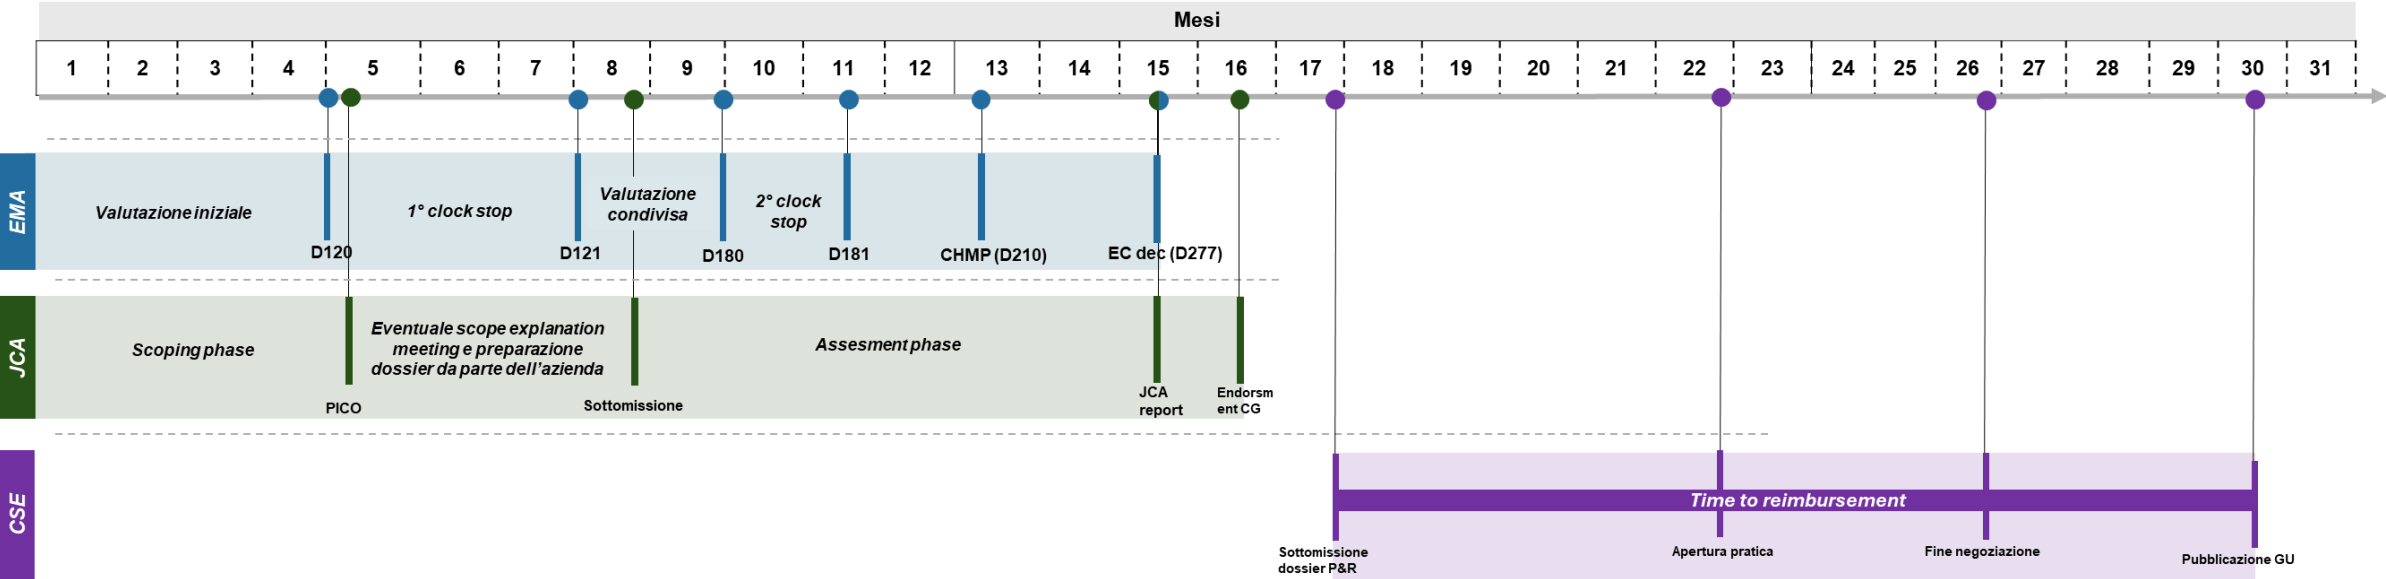 Mesi
1 2 3 4 5 6 7 8 9 10 11 12 13 14 15 16 17 18 19 20 21 22 23 24 25 26 27 28 29 30 31
EMA
Valutazione iniziale
D120
1° clock stop
D121
Valutazione
condivisa
D180
2° clock
stop
D181
CHMP (D210)
EC dec (D277)
JCA
Scoping phase
PICO
Eventuale scope explanation
meeting e preparazione
dossier da parte dell’azienda
Sottomissione
Assesment phase
JCA
report
Endorsm
ent CG
CSE
Time to reimbursement
Sottomissione
dossier P&R
Apertura pratica
Fine negoziazione
Pubblicazione GU